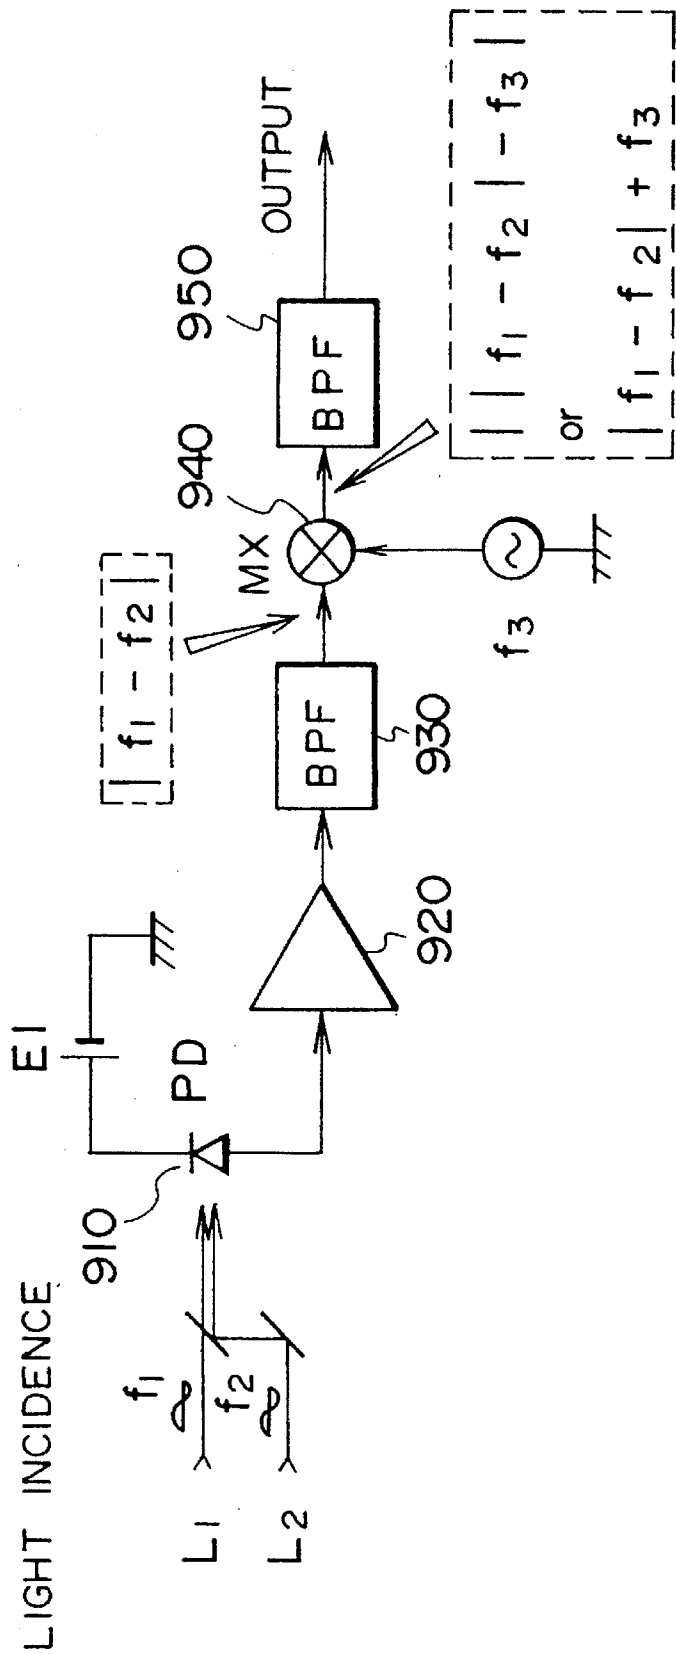 LIGHT INCIDENCE
L1
f1
L2
f2
910
PD
E1
920
930
BPF
| f1 - f2 |
MX
940
f3
950
BPF
OUTPUT
| | f1 - f2 | - f3 |
or
| f1 - f2 | + f3